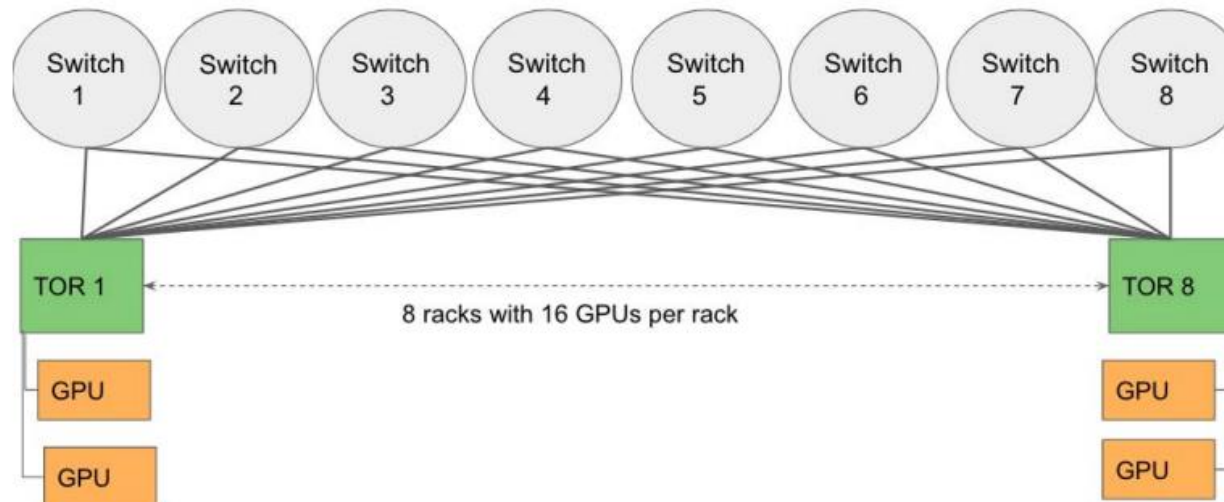 Switch
1
Switch
2
Switch
3
Switch
4
Switch
5
Switch
6
Switch
7
Switch
8
TOR 1
TOR 8
8 racks with 16 GPUs per rack
GPU
GPU
GPU
GPU